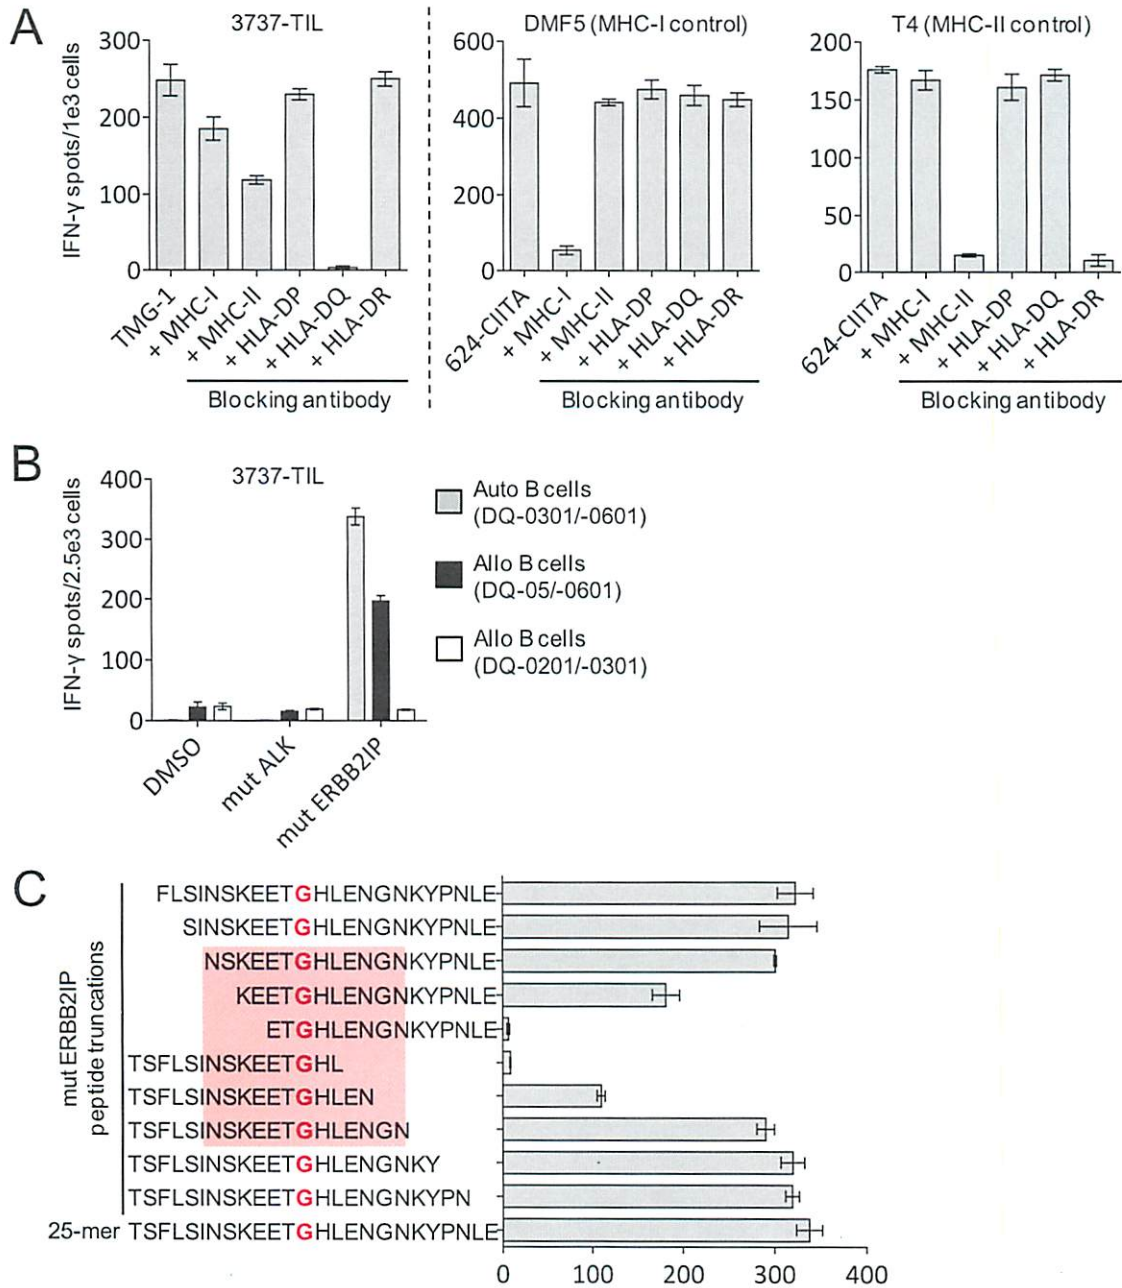 A
3737-TIL
DMF5 (MHC-I control)
T4 (MHC-II control)
IFN-γ spots/1e3 cells
300
200
100
0
600
400
200
0
200
150
100
50
0
TMG-1
+ MHC-I
+ MHC-II
+ HLA-DP
+ HLA-DQ
+ HLA-DR
624-CIITA
+ MHC-I
+ MHC-II
+ HLA-DP
+ HLA-DQ
+ HLA-DR
624-CIITA
+ MHC-I
+ MHC-II
+ HLA-DP
+ HLA-DQ
+ HLA-DR
Blocking antibody
Blocking antibody
Blocking antibody
B
3737-TIL
IFN-γ spots/2.5e3 cells
400
300
200
100
0
DMSO
mut ALK
mut ERBB2IP
Auto B cells
(DQ-0301/-0601)
Allo B cells
(DQ-05/-0601)
Allo B cells
(DQ-0201/-0301)
C
mut ERBB2IP
peptide truncations
FLSINSKEETGHLENGNKYPNLE
SINSKEETGHLENGNKYPNLE
NSKEETGHLENGNKYPNLE
KEETGHLENGNKYPNLE
ETGHLENGNKYPNLE
TSFLSINSKEETGHL
TSFLSINSKEETGHLEN
TSFLSINSKEETGHLENGN
TSFLSINSKEETGHLENGNKY
TSFLSINSKEETGHLENGNKYPN
25-mer TSFLSINSKEETGHLENGNKYPNLE
0 100 200 300 400